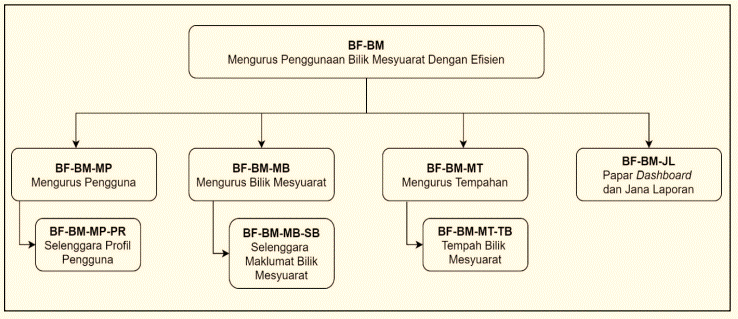 BF-BM
Mengurus Penggunaan Bilik Mesyuarat Dengan Efisien
BF-BM-MP
Mengurus Pengguna
BF-BM-MB
Mengurus Bilik Mesyuarat
BF-BM-MT
Mengurus Tempahan
BF-BM-JL
Papar Dashboard
dan Jana Laporan
BF-BM-MP-PR
Selenggara Profil
Pengguna
BF-BM-MB-SB
Selenggara
Maklumat Bilik
Mesyuarat
BF-BM-MT-TB
Tempah Bilik
Mesyuarat